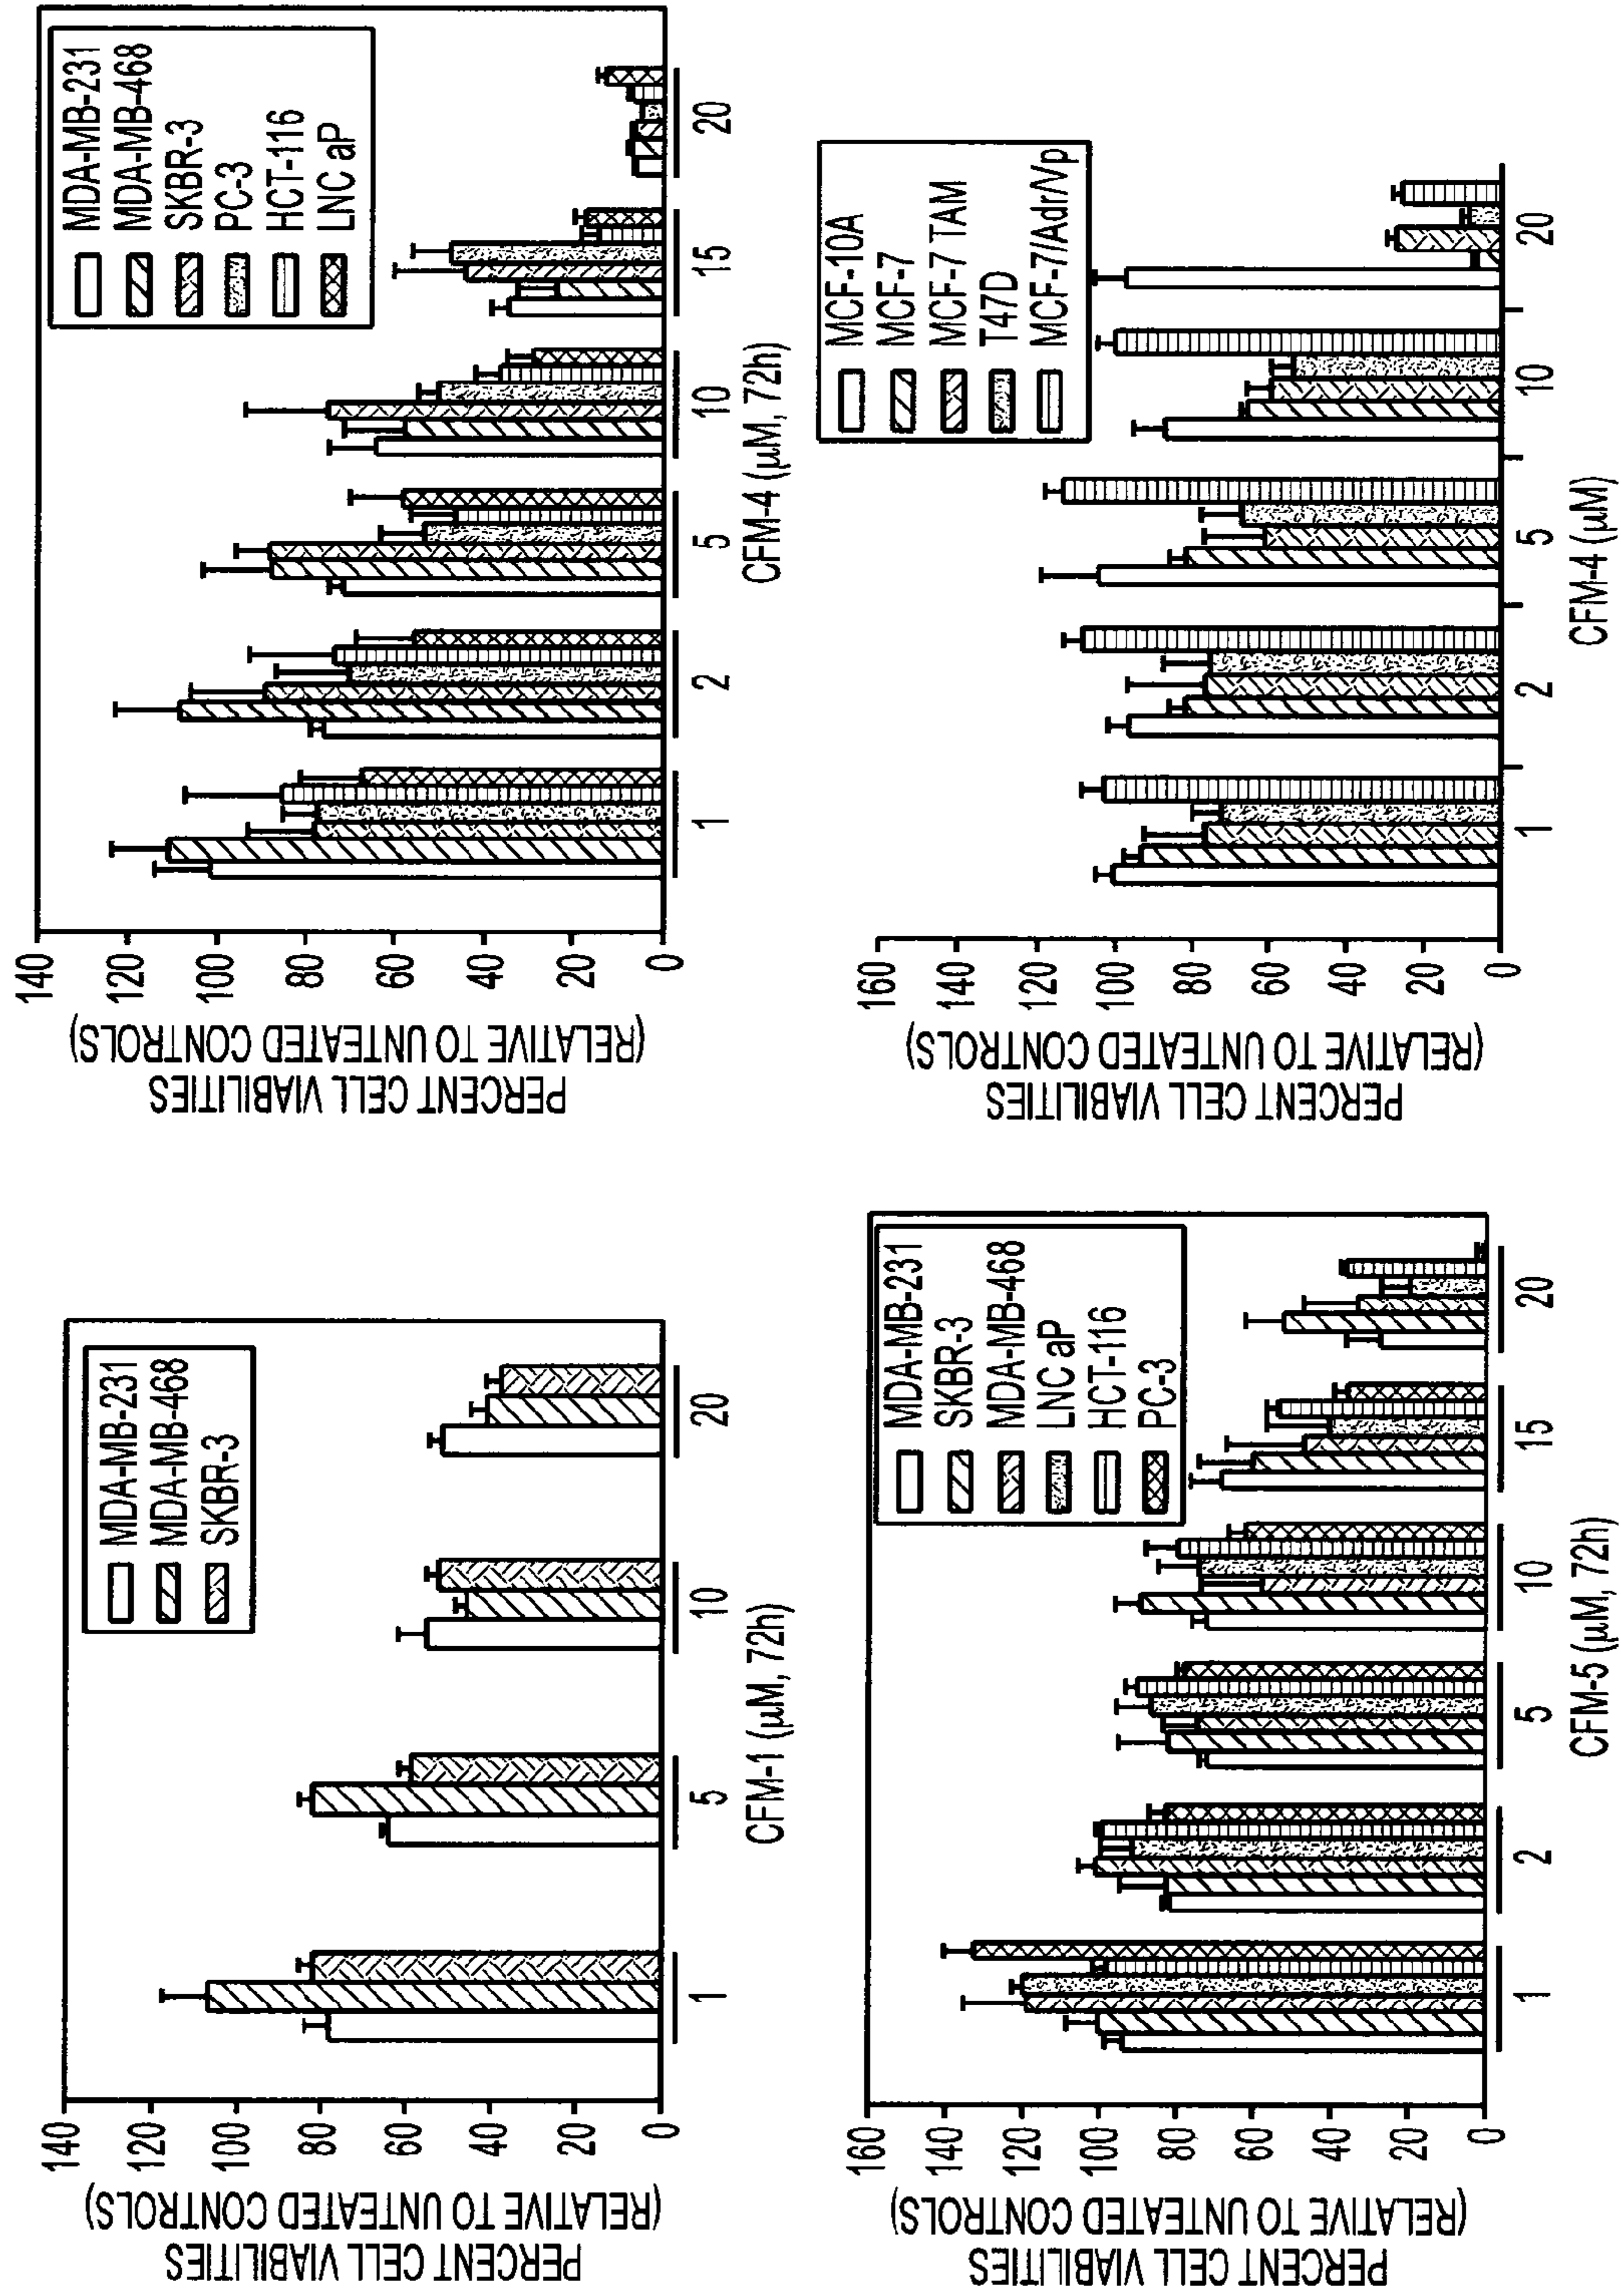 PERCENT CELL VIABILITIES
(RELATIVE TO UNTEATED CONTROLS)
140
120
100
80
60
40
20
0
MDA-MB-231
MDA-MB-468
SKBR-3
1
5
10
20
CFM-1 (μM, 72h)
PERCENT CELL VIABILITIES
(RELATIVE TO UNTEATED CONTROLS)
140
120
100
80
60
40
20
0
MDA-MB-231
MDA-MB-468
SKBR-3
PC-3
HCT-116
LNC aP
1
2
5
10
15
20
CFM-4 (μM, 72h)
PERCENT CELL VIABILITIES
(RELATIVE TO UNTEATED CONTROLS)
160
140
120
100
80
60
40
20
0
MDA-MB-231
SKBR-3
MDA-MB-468
LNC aP
HCT-116
PC-3
1
2
5
10
15
20
CFM-5 (μM, 72h)
PERCENT CELL VIABILITIES
(RELATIVE TO UNTEATED CONTROLS)
160
140
120
100
80
60
40
20
0
MCF-10A
MCF-7
MCF-7 TAM
T47D
MCF-7/Adr/Vp
1
2
5
10
20
CFM-4 (μM)